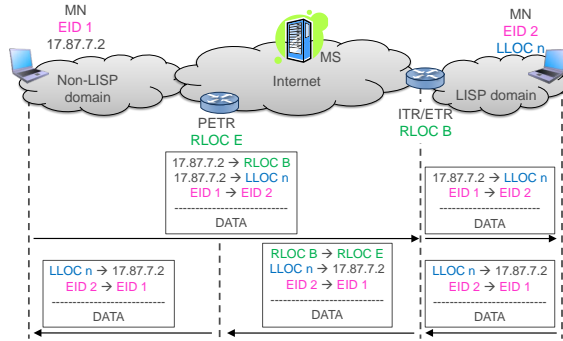 MN
EID 1
17.87.7.2
MN
EID 2
LLOC n
MS
Non-LISP
domain
Internet
LISP domain
PETR
RLOC E
ITR/ETR
RLOC B
17.87.7.2 → RLOC B
17.87.7.2 → LLOC n
EID 1 → EID 2
----------------------
DATA
17.87.7.2 → LLOC n
EID 1 → EID 2
----------------------
DATA
LLOC n → 17.87.7.2
EID 2 → EID 1
----------------------
DATA
RLOC B → RLOC E
LLOC n → 17.87.7.2
EID 2 → EID 1
----------------------
DATA
LLOC n → 17.87.7.2
EID 2 → EID 1
----------------------
DATA